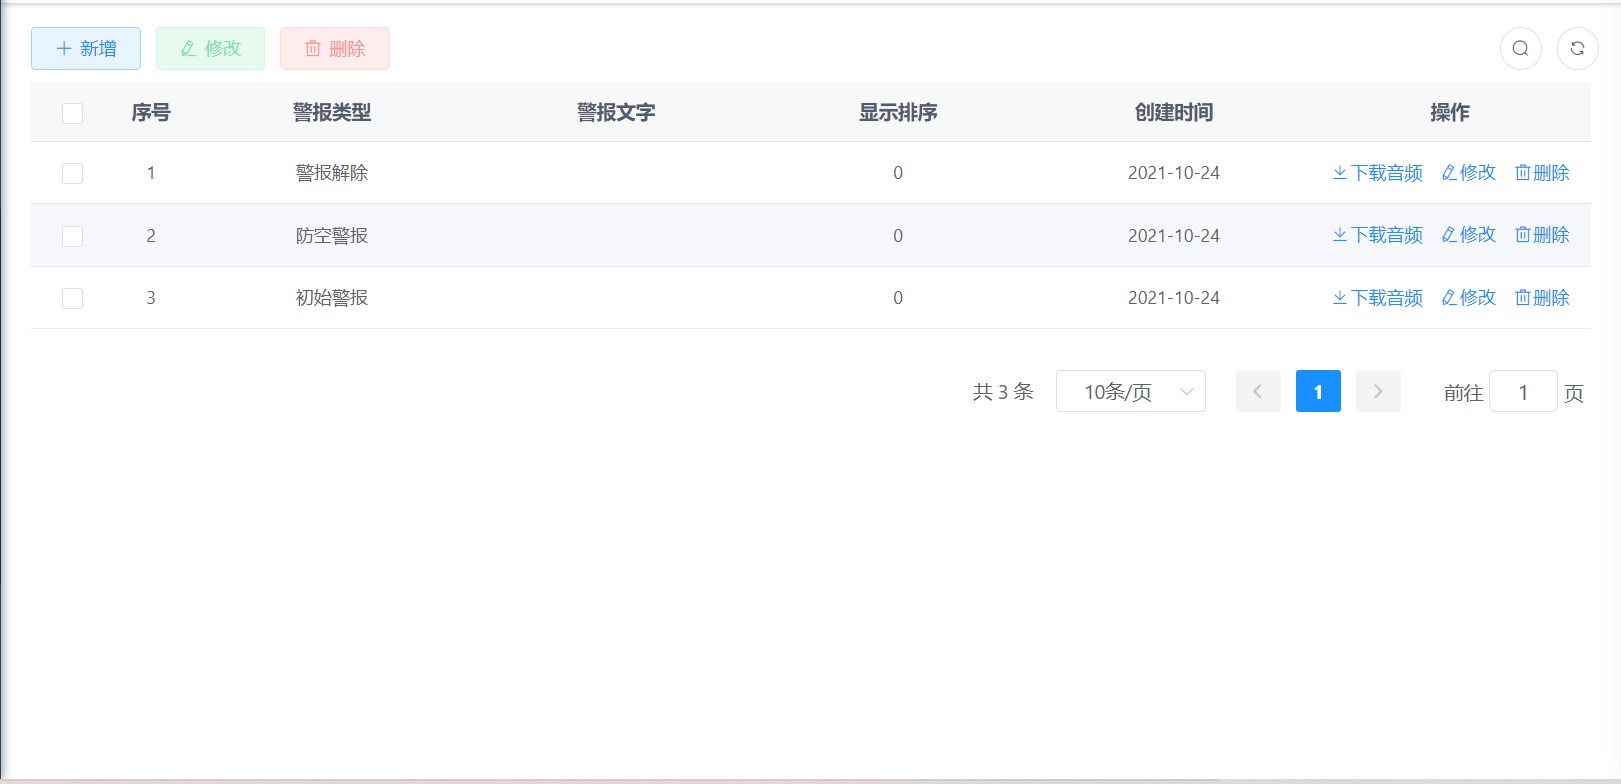 新增 修改 删除
序号 警报类型 警报文字 显示排序 创建时间 操作
1 警报解除 0 2021-10-24 下载音频 修改 删除
2 防空警报 0 2021-10-24 下载音频 修改 删除
3 初始警报 0 2021-10-24 下载音频 修改 删除
共 3 条 10条/页 1 前往 1 页